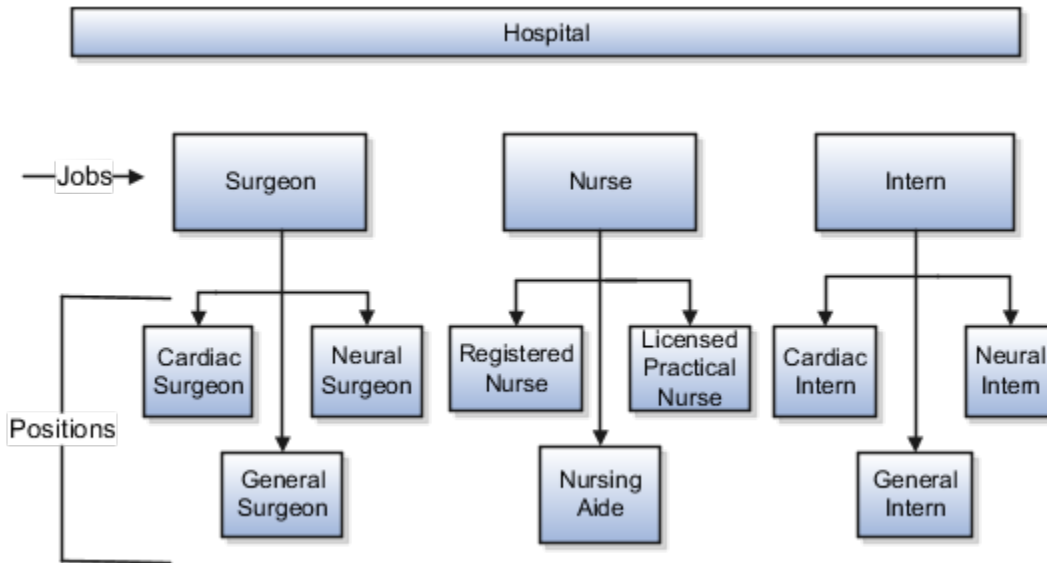 Hospital
Jobs
Surgeon
Nurse
Intern
Positions
Cardiac
Surgeon
Neural
Surgeon
General
Surgeon
Registered
Nurse
Licensed
Practical
Nurse
Nursing
Aide
Cardiac
Intern
Neural
Intern
General
Intern